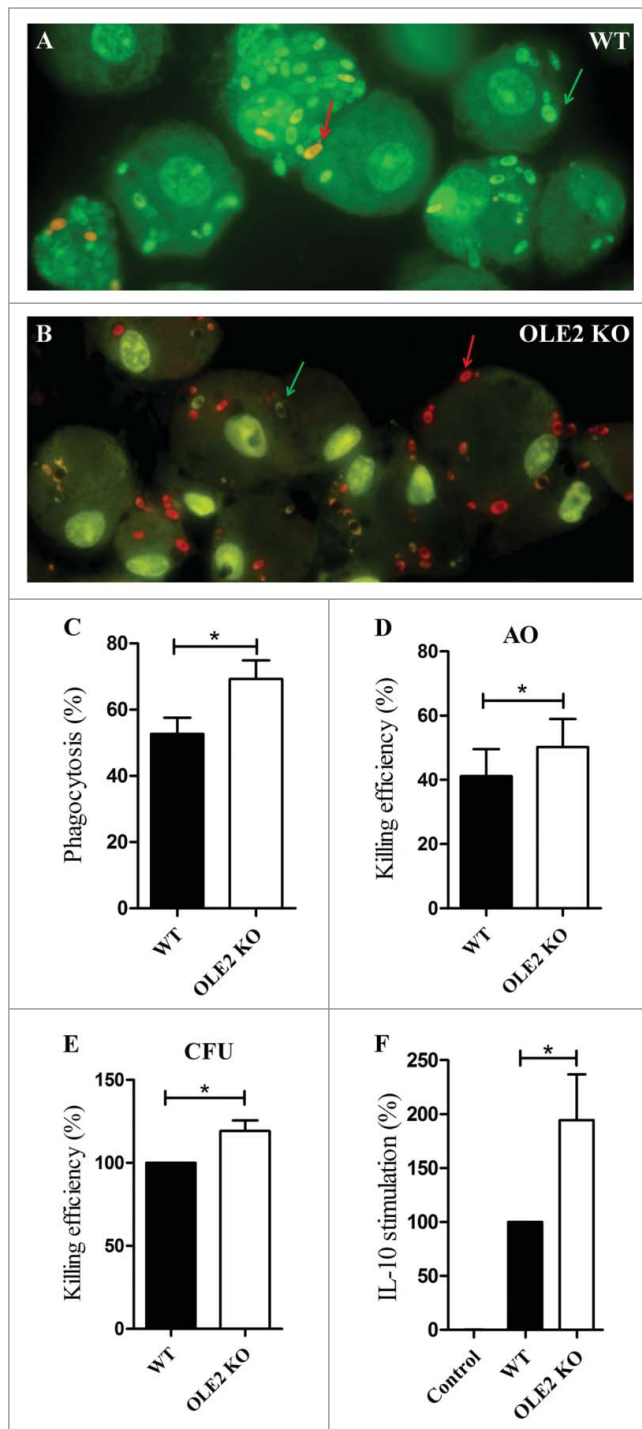 A
WT
B
OLE2 KO
C
Phagocytosis (%)
80
60
40
20
0
*
WT
OLE2 KO
D
AO
Killing efficiency (%)
80
60
40
20
0
*
WT
OLE2 KO
E
CFU
Killing efficiency (%)
150
100
50
0
*
WT
OLE2 KO
F
IL-10 stimulation (%)
250
200
150
100
50
0
*
Control
WT
OLE2 KO